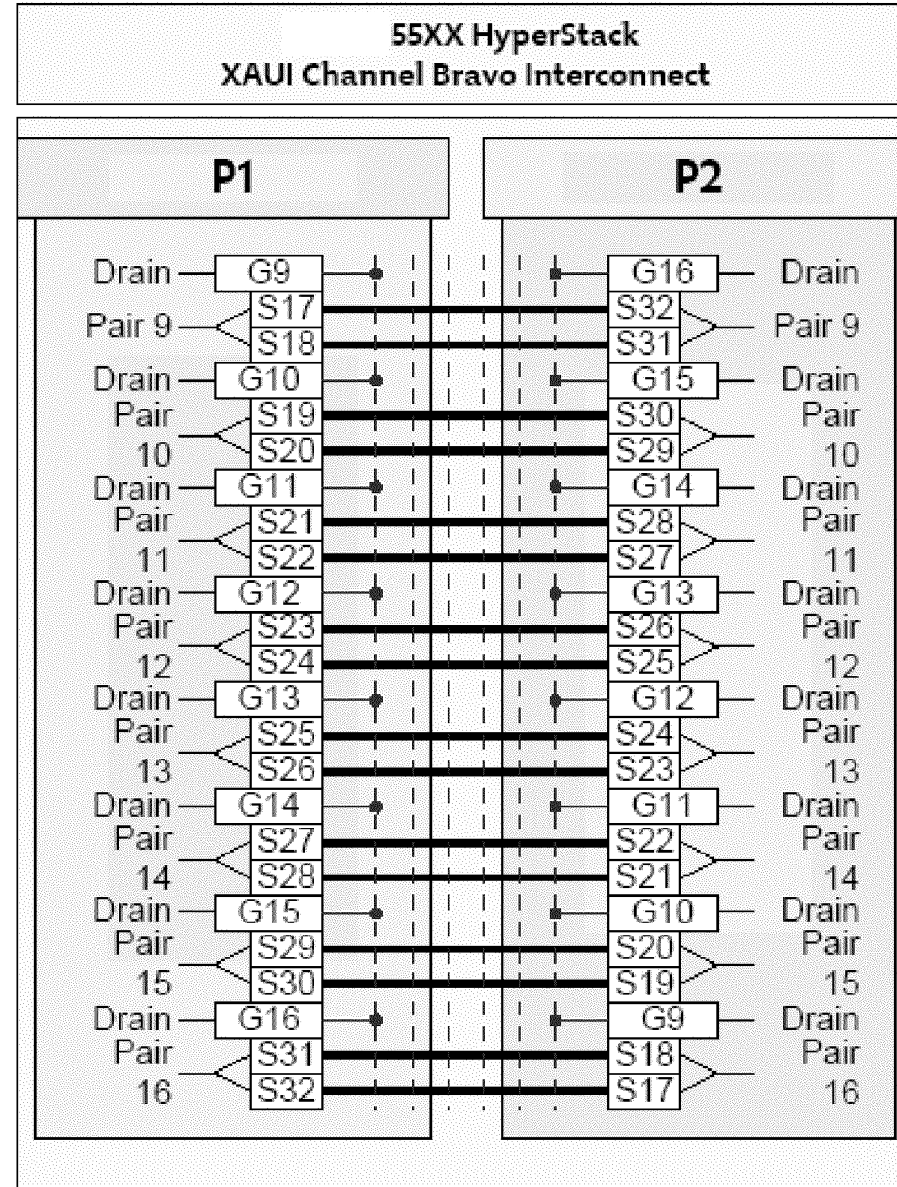 55XX HyperStack
XAUI Channel Bravo Interconnect
P1 P2
Drain G9 G16 Drain
S17 S32
Pair 9 Pair 9
S18 S31
Drain G10 G15 Drain
Pair S19 S30 Pair
10 S20 S29 10
Drain G11 G14 Drain
Pair S21 S28 Pair
11 S22 S27 11
Drain G12 G13 Drain
Pair S23 S26 Pair
12 S24 S25 12
Drain G13 G12 Drain
Pair S25 S24 Pair
13 S26 S23 13
Drain G14 G11 Drain
Pair S27 S22 Pair
14 S28 S21 14
Drain G15 G10 Drain
Pair S29 S20 Pair
15 S30 S19 15
Drain G16 G9 Drain
Pair S31 S18 Pair
16 S32 S17 16